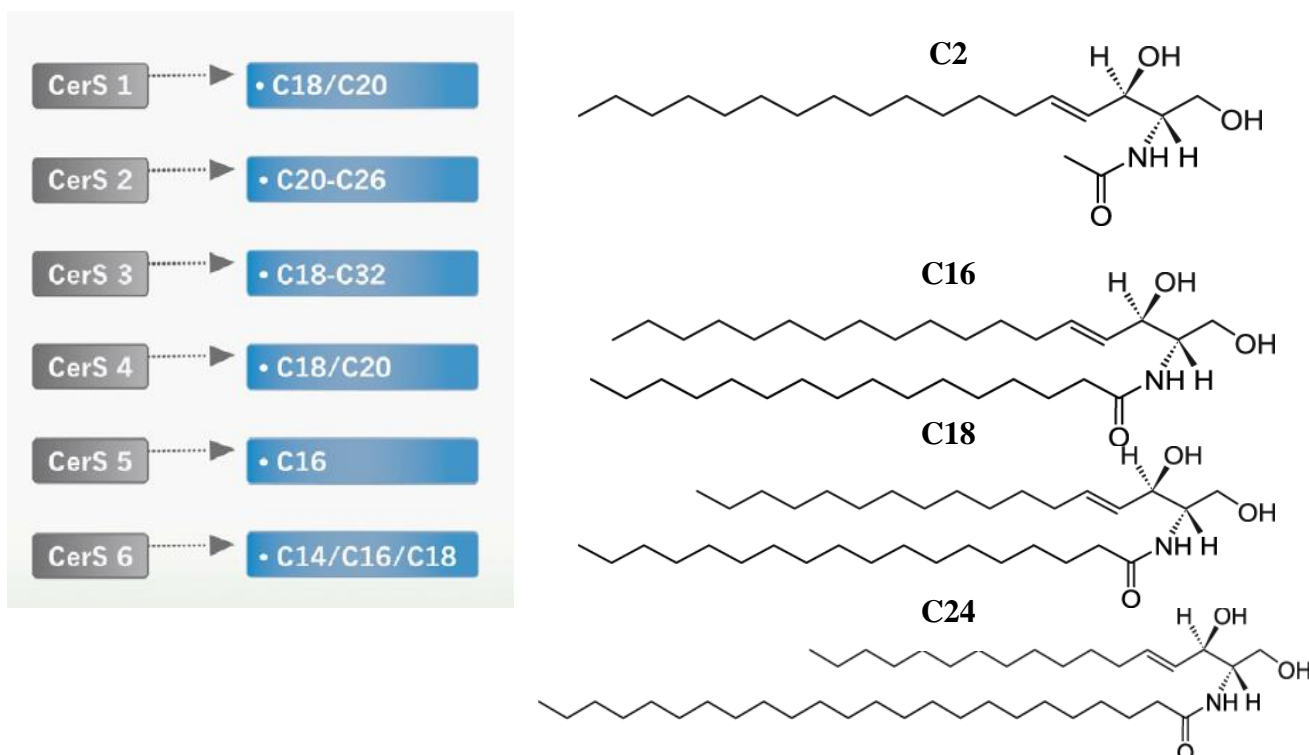 CerS 1
• C18/C20
CerS 2
• C20-C26
CerS 3
• C18-C32
CerS 4
• C18/C20
CerS 5
• C16
CerS 6
• C14/C16/C18
C2
H
OH
OH
NH
H
O
C16
H
OH
OH
NH
H
O
C18
H
OH
OH
NH
H
O
C24
H
OH
OH
NH
H
O